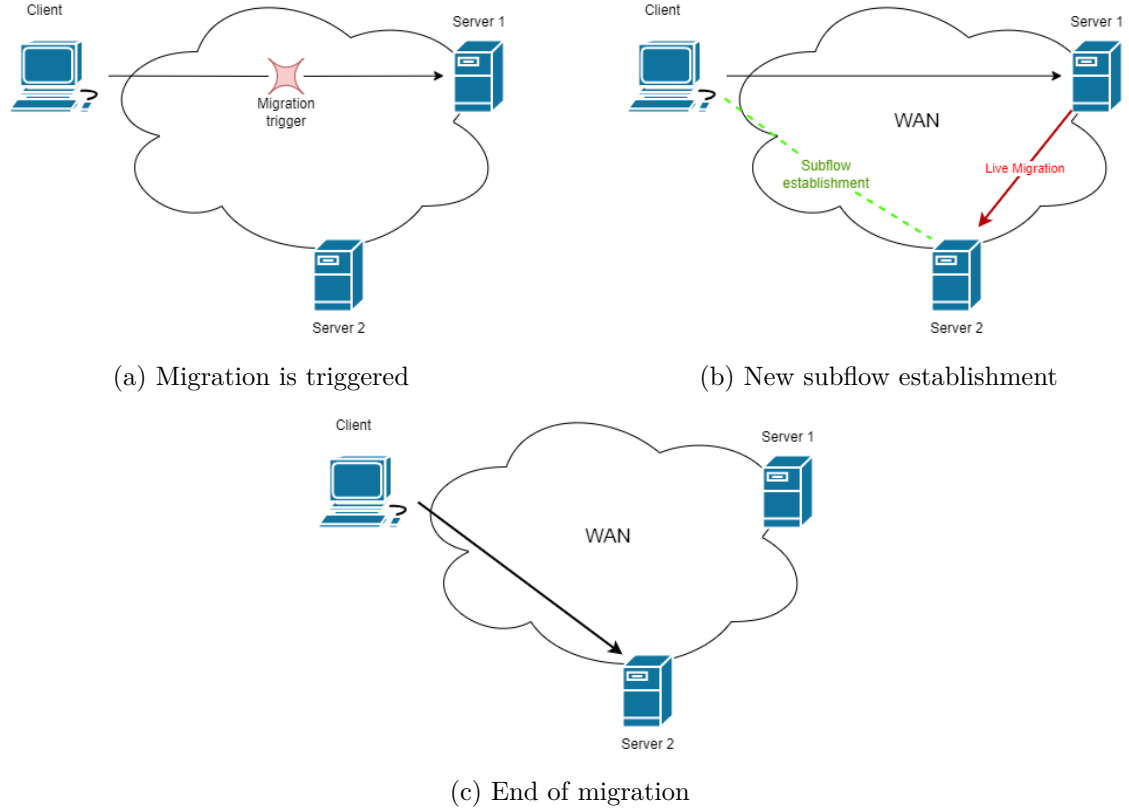 Client
Server 1
Migration
trigger
Server 2
(a) Migration is triggered
Client
Server 1
WAN
Subflow
establishment
Live Migration
Server 2
(b) New subflow establishment
Client
Server 1
WAN
Server 2
(c) End of migration